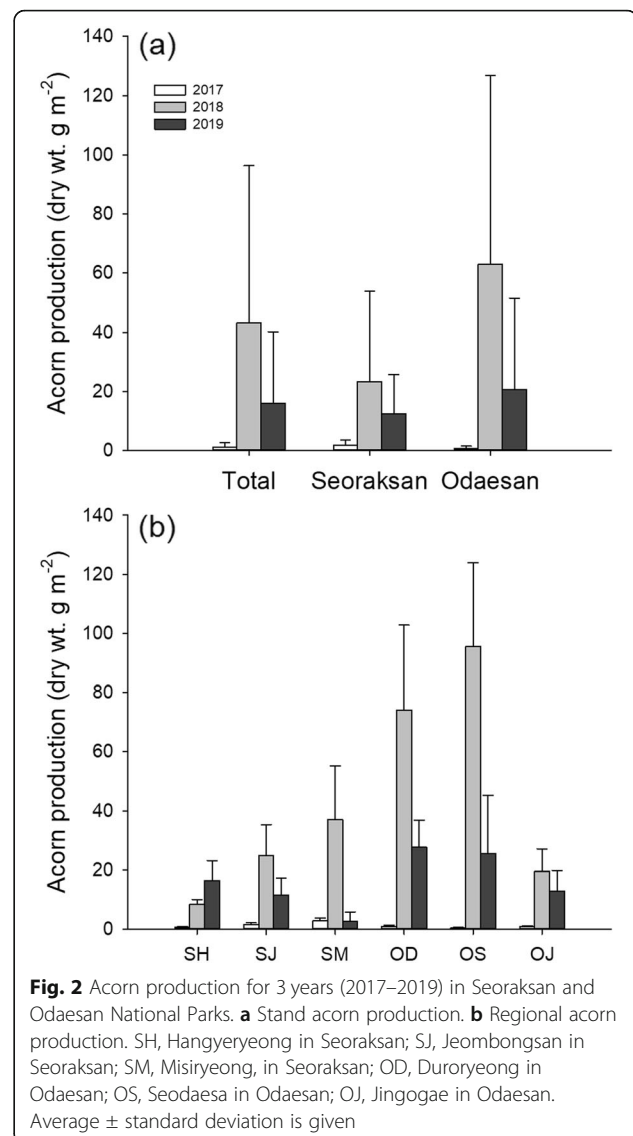 (a)
2017
2018
2019
Acorn production (dry wt. g m⁻²)
140
120
100
80
60
40
20
0
Total Seoraksan Odaesan
(b)
Acorn production (dry wt. g m⁻²)
140
120
100
80
60
40
20
0
SH SJ SM OD OS OJ
Fig. 2 Acorn production for 3 years (2017–2019) in Seoraksan and
Odaesan National Parks. a Stand acorn production. b Regional acorn
production. SH, Hangyeryeong in Seoraksan; SJ, Jeombongsan in
Seoraksan; SM, Misiryeong, in Seoraksan; OD, Duroryeong in
Odaesan; OS, Seodaesa in Odaesan; OJ, Jingogae in Odaesan.
Average ± standard deviation is given